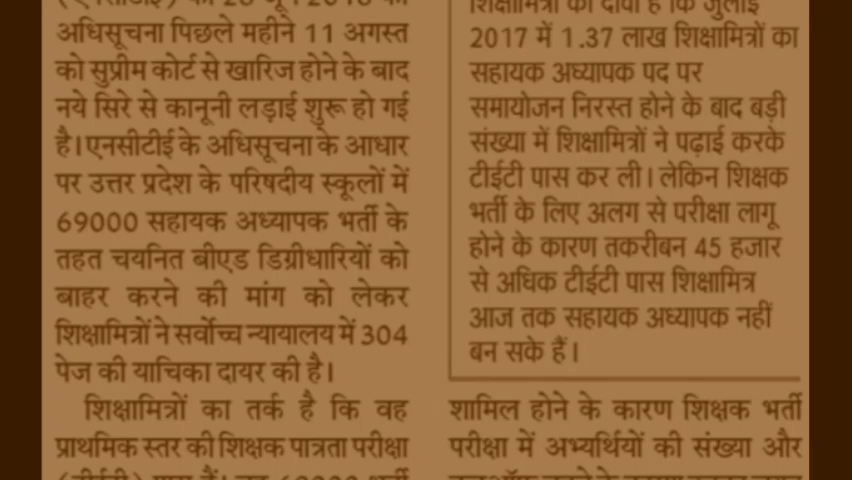 अधिसूचना पिछले महीने 11 अगस्त
को सुप्रीम कोर्ट से खारिज होने के बाद
नये सिरे से कानूनी लड़ाई शुरू हो गई
है। एनसीटीई के अधिसूचना के आधार
पर उत्तर प्रदेश के परिषदीय स्कूलों में
69000 सहायक अध्यापक भर्ती के
तहत चयनित बीएड डिग्रीधारियों को
बाहर करने की मांग को लेकर
शिक्षामित्रों ने सर्वोच्च न्यायालय में 304
पेज की याचिका दायर की है।
शिक्षामित्रों का तर्क है कि वह
प्राथमिक स्तर की शिक्षक पात्रता परीक्षा
शिक्षामित्रों का दावा है कि जुलाई
2017 में 1.37 लाख शिक्षामित्रों का
सहायक अध्यापक पद पर
समायोजन निरस्त होने के बाद बड़ी
संख्या में शिक्षामित्रों ने पढ़ाई करके
टीईटी पास कर ली। लेकिन शिक्षक
भर्ती के लिए अलग से परीक्षा लागू
होने के कारण तकरीबन 45 हजार
से अधिक टीईटी पास शिक्षामित्र
आज तक सहायक अध्यापक नहीं
बन सके हैं।
शामिल होने के कारण शिक्षक भर्ती
परीक्षा में अभ्यर्थियों की संख्या और